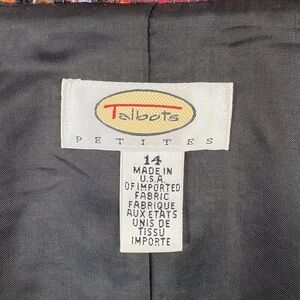 Talbots
PETITES
14
MADE IN
U.S.A.
OF IMPORTED
FABRIC
FABRIQUE
AUX ETATS
UNIS DE
TISSU
IMPORTE